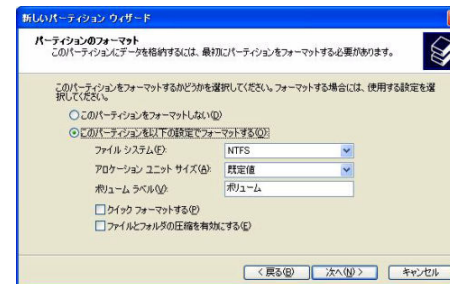 新しいパーティション ウィザード
パーティションのフォーマット
このパーティションにデータを格納するには、最初にパーティションをフォーマットする必要があります。
このパーティションをフォーマットするかどうかを選択してください。フォーマットする場合には、使用する設定を選
択してください。
このパーティションをフォーマットしない(D)
このパーティションを以下の設定でフォーマットする(O):
ファイル システム(F): NTFS
アロケーション ユニット サイズ(A): 既定値
ボリューム ラベル(V): ボリューム
クイック フォーマットする(P)
ファイルとフォルダの圧縮を有効にする(E)
< 戻る(B) 次へ(N) > キャンセル